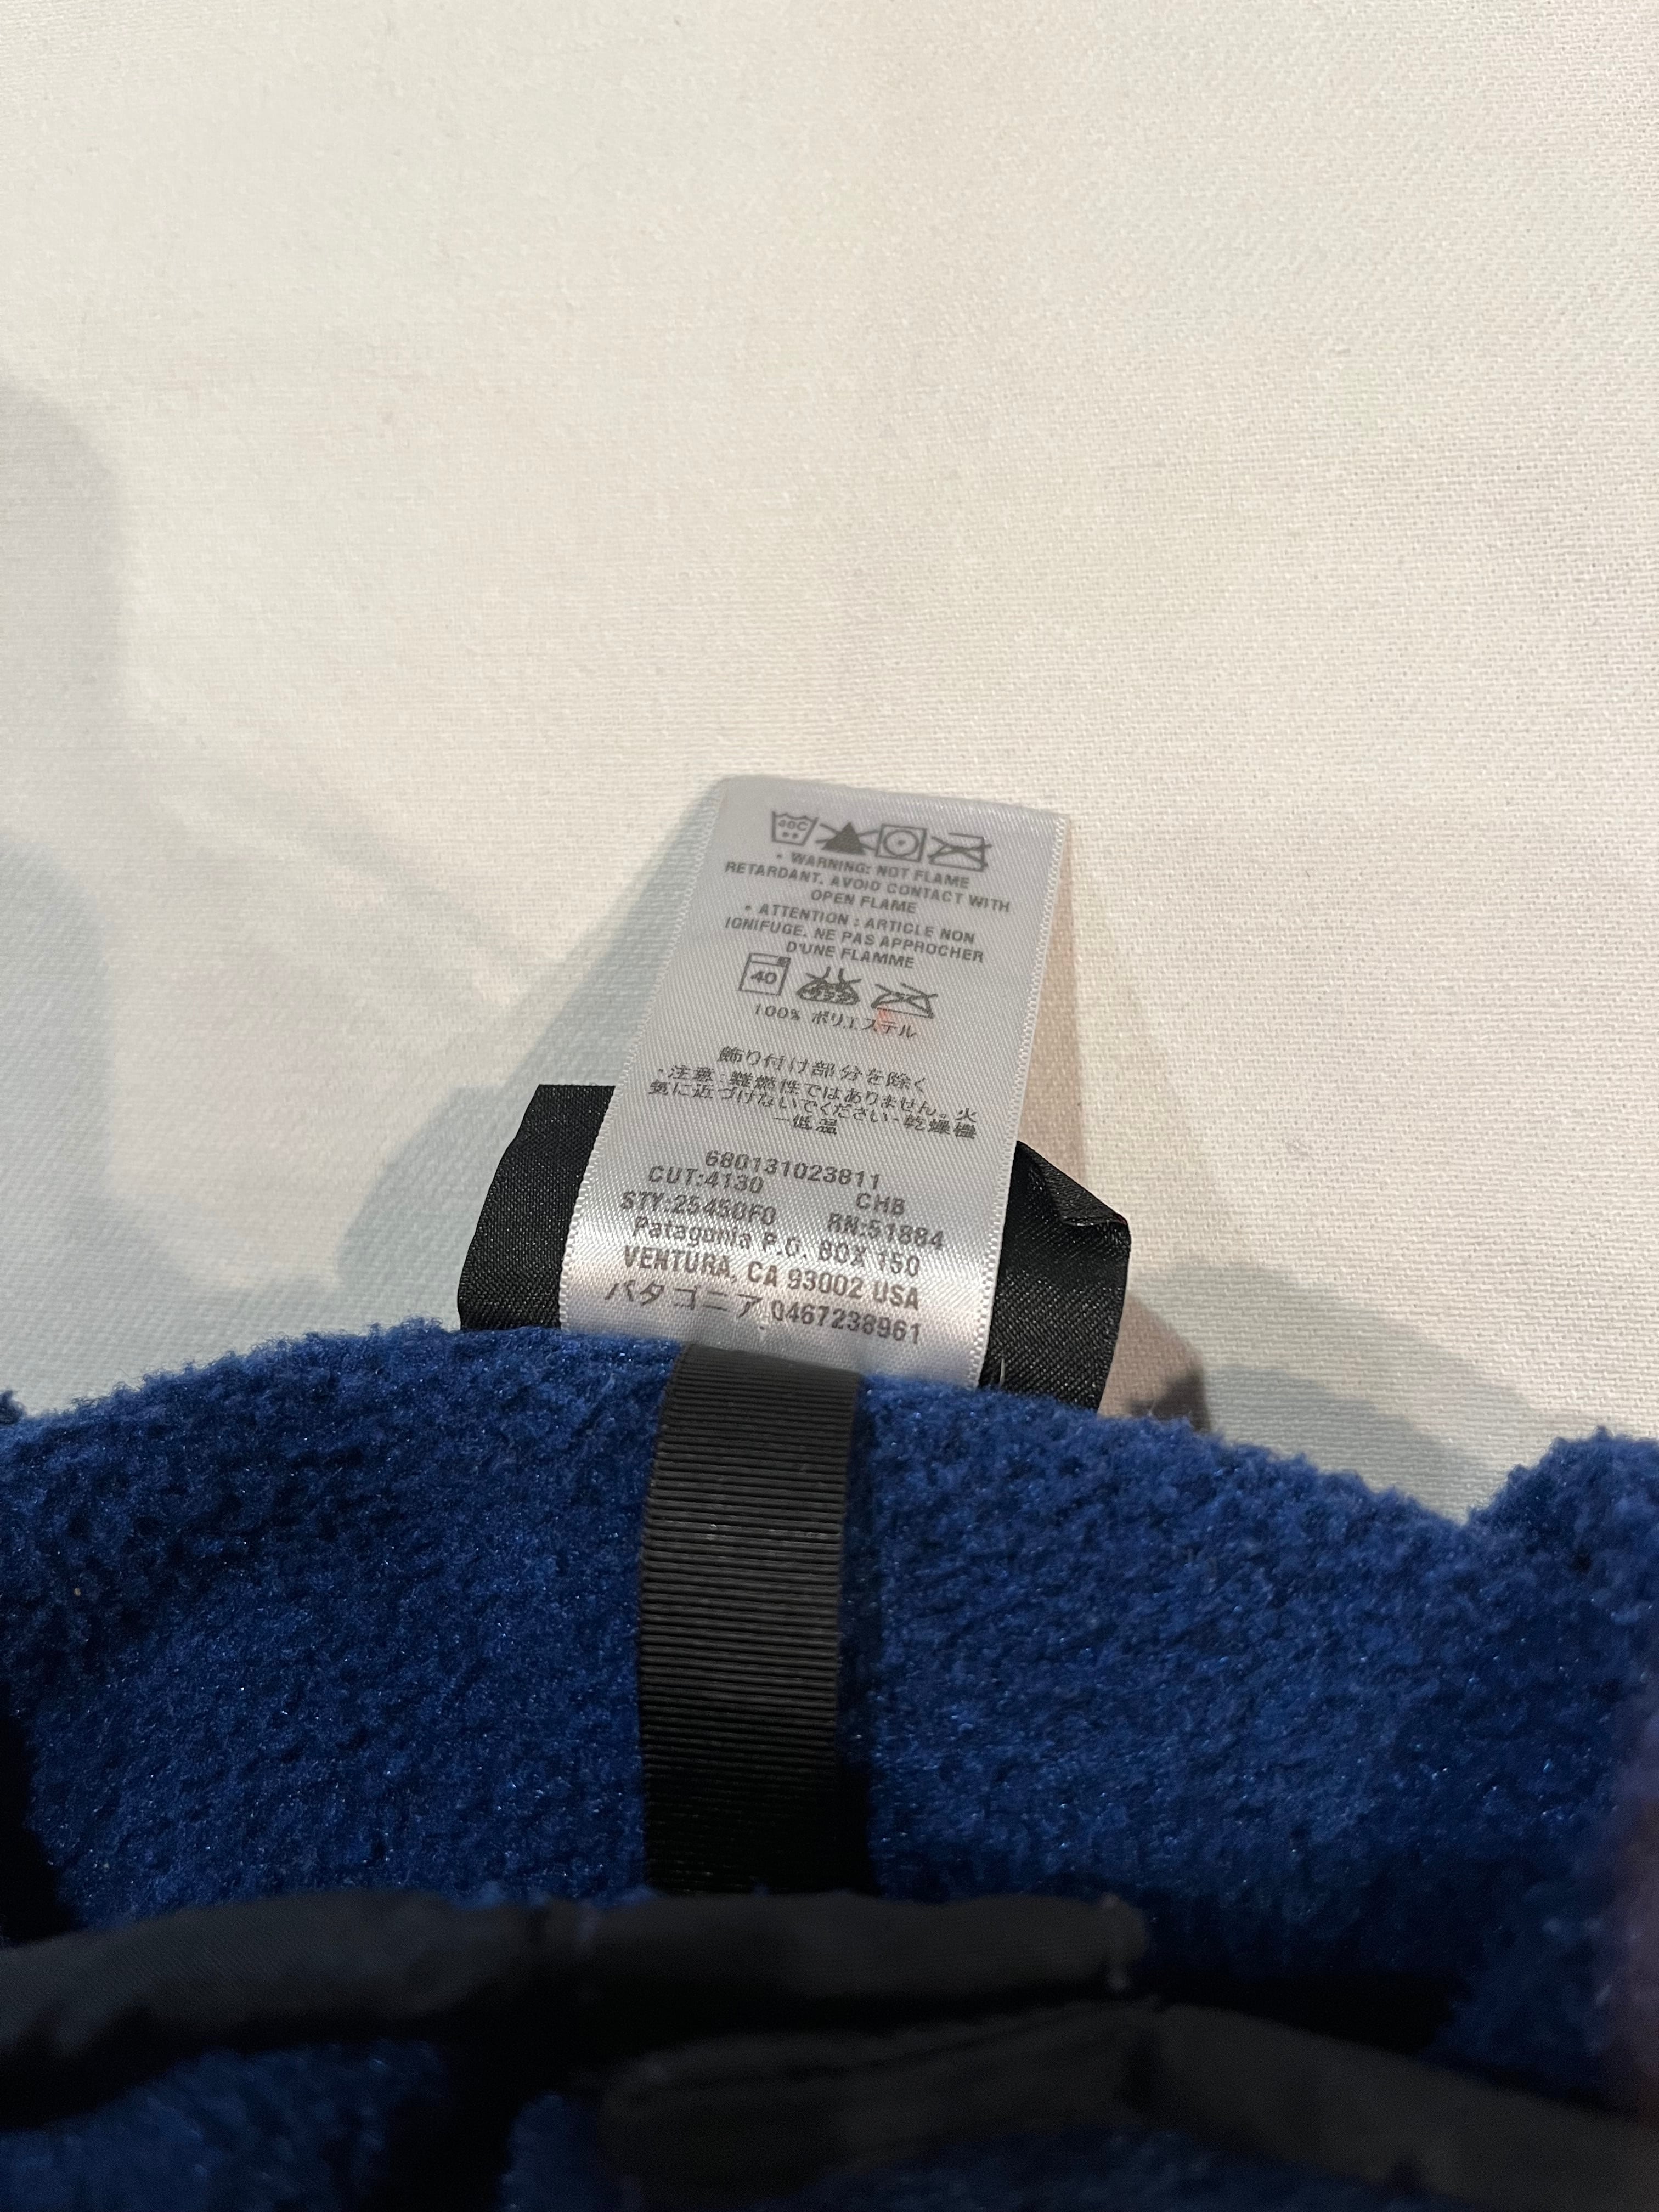 40C
• WARNING: NOT FLAME
RETARDANT. AVOID CONTACT WITH
OPEN FLAME
• ATTENTION : ARTICLE NON
IGNIFUGE. NE PAS APPROCHER
D'UNE FLAMME
40
100% ポリエステル
飾り付け部分を除く
・注意:難燃性ではありません。火
気に近づけないでください・乾燥機
ー低温
680131023811
CUT:4130 CHB
STY:25450F0 RN:51884
Patagonia P.O. BOX 150
VENTURA, CA 93002 USA
パタゴニア 0467238961